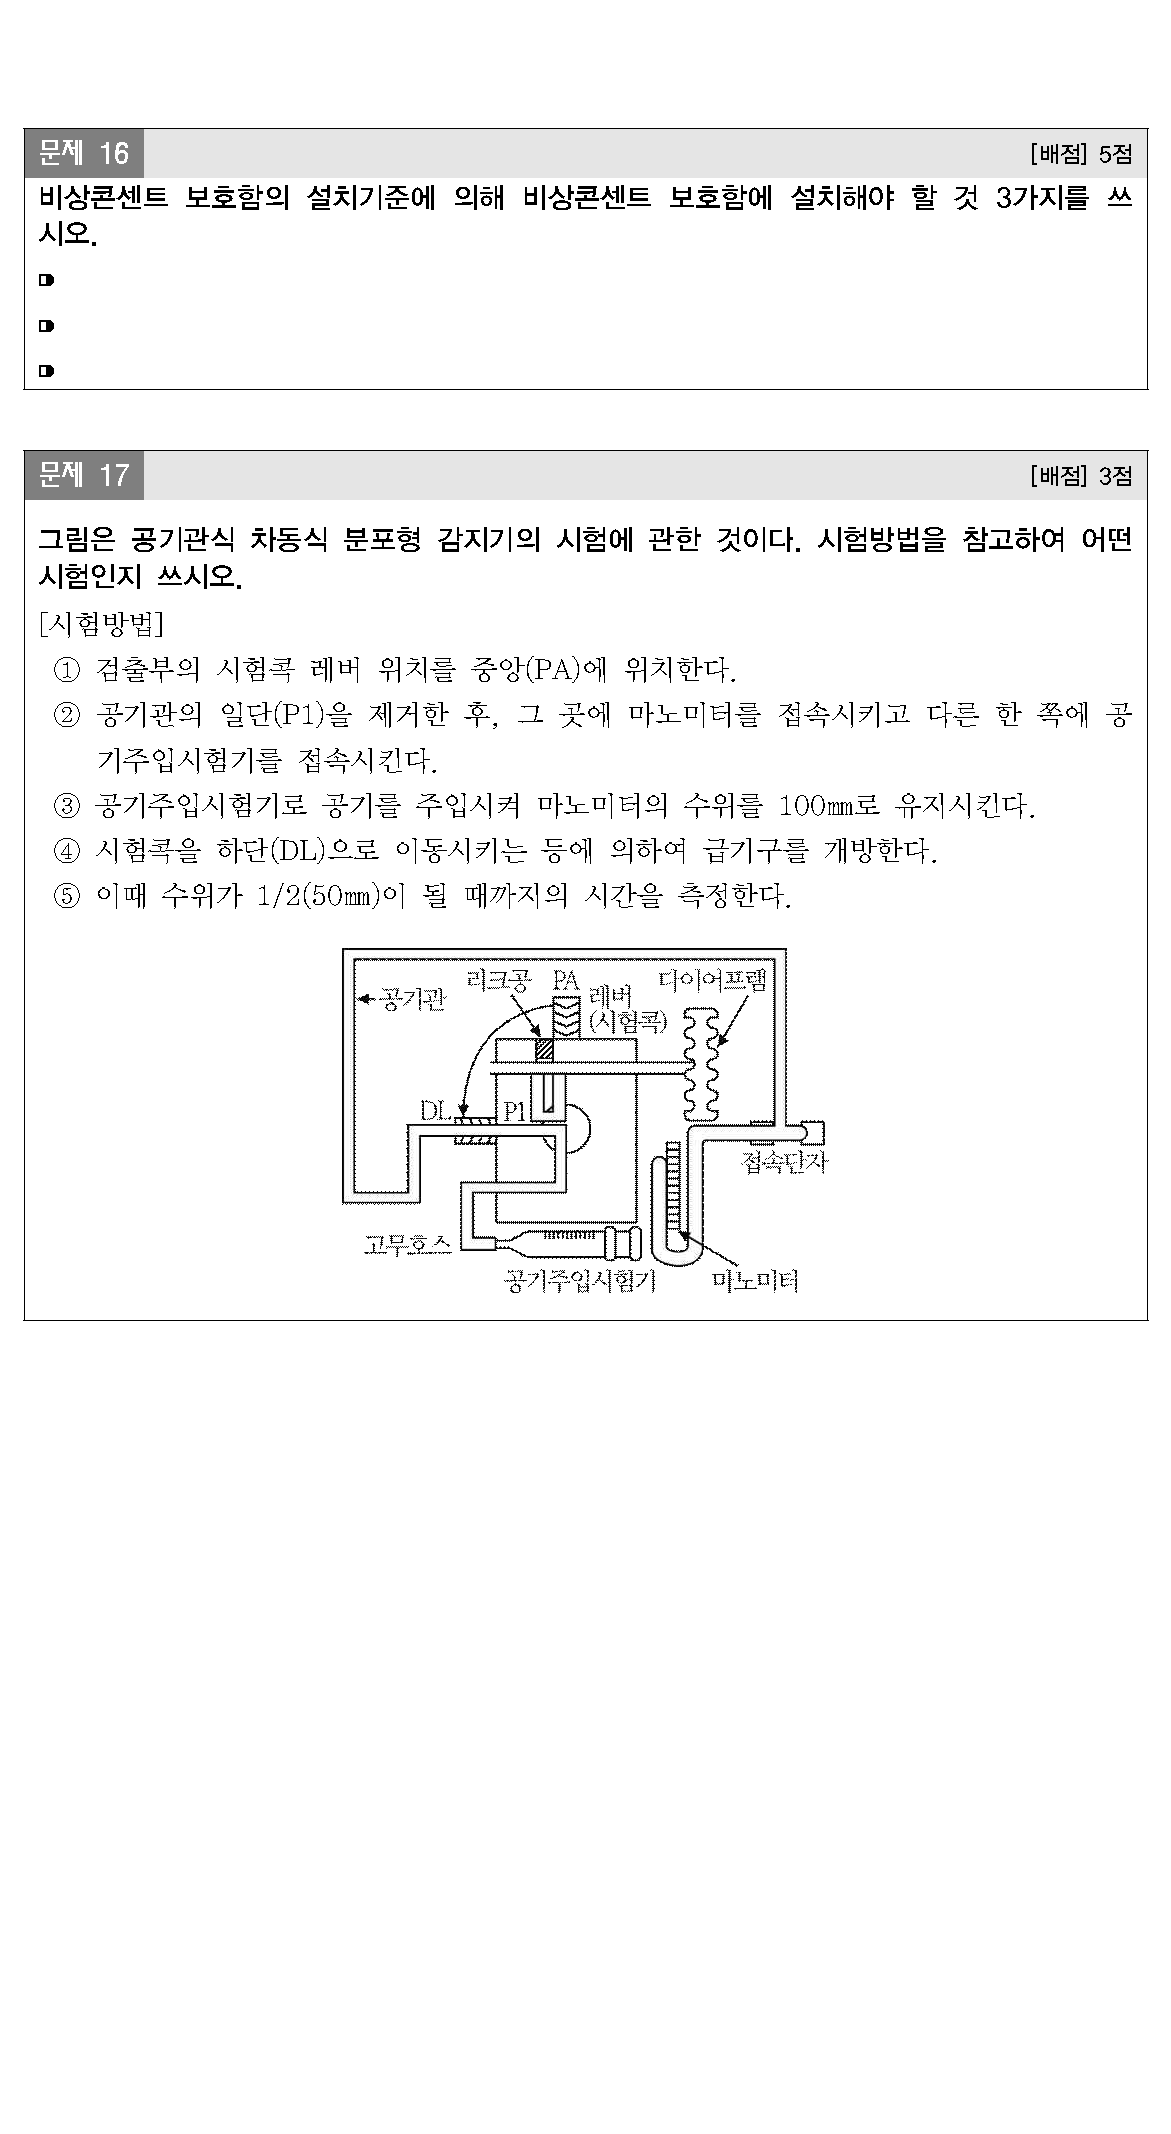 문제 16
[배점] 5점
비상콘센트 보호함의 설치기준에 의해 비상콘센트 보호함에 설치해야 할 것 3가지를 쓰
시오.
문제 17
[배점] 3점
그림은 공기관식 차동식 분포형 감지기의 시험에 관한 것이다. 시험방법을 참고하여 어떤
시험인지 쓰시오.
[시험방법]
① 검출부의 시험콕 레버 위치를 중앙(PA)에 위치한다.
② 공기관의 일단(P1)을 제거한 후, 그 곳에 마노미터를 접속시키고 다른 한 쪽에 공
기주입시험기를 접속시킨다.
③ 공기주입시험기로 공기를 주입시켜 마노미터의 수위를 100㎜로 유지시킨다.
④ 시험콕을 하단(DL)으로 이동시키는 등에 의하여 급기구를 개방한다.
⑤ 이때 수위가 1/2(50㎜)이 될 때까지의 시간을 측정한다.
리크공
PA
다이어프램
공기관
레버
(시험콕)
DL
P1
접속단자
고무호스
공기주입시험기
마노미터